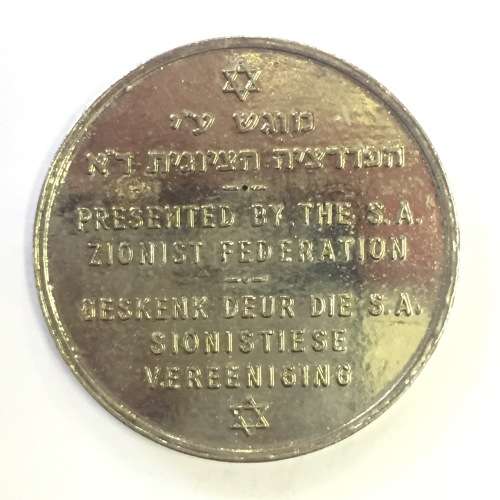 מוגש ע״י
הפדרציה הציונית ד״א
PRESENTED BY THE S.A.
ZIONIST FEDERATION
GESKENK DEUR DIE S.A.
SIONISTIESE
VEREENIGING